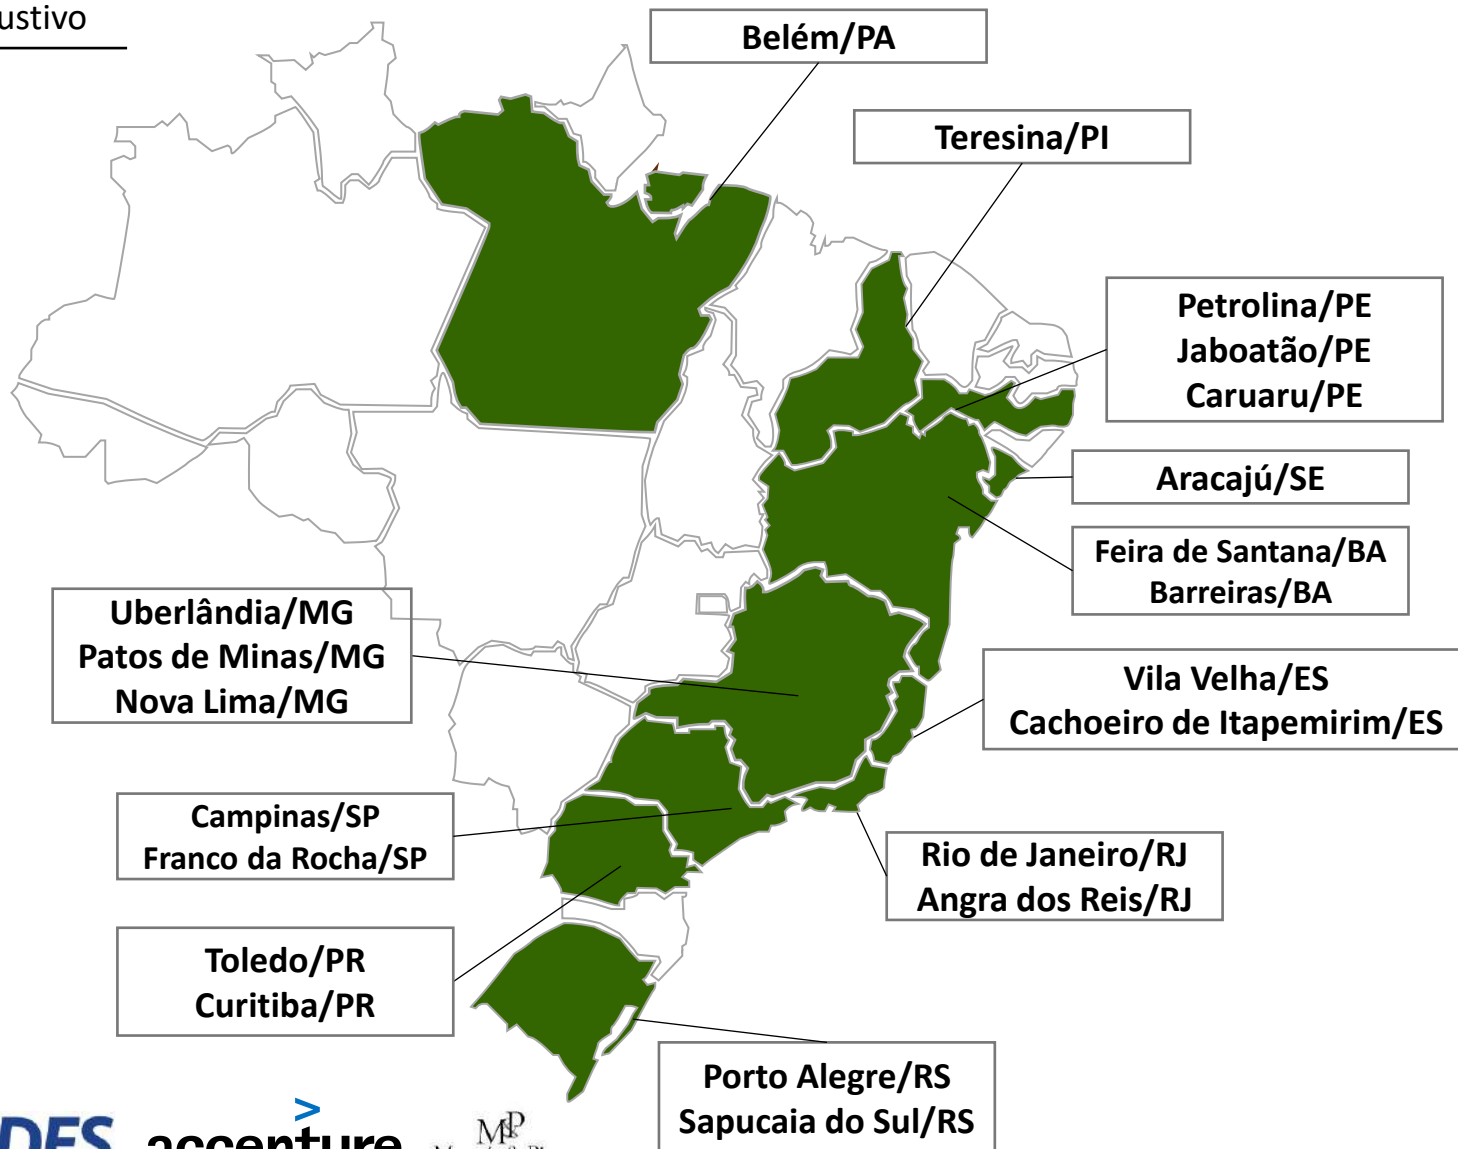 ustivo
Belém/PA
Teresina/PI
Petrolina/PE
Jaboatão/PE
Caruaru/PE
Aracajú/SE
Feira de Santana/BA
Barreiras/BA
Uberlândia/MG
Patos de Minas/MG
Nova Lima/MG
Vila Velha/ES
Cachoeiro de Itapemirim/ES
Campinas/SP
Franco da Rocha/SP
Rio de Janeiro/RJ
Angra dos Reis/RJ
Toledo/PR
Curitiba/PR
Porto Alegre/RS
Sapucaia do Sul/RS
DES
>
accenture